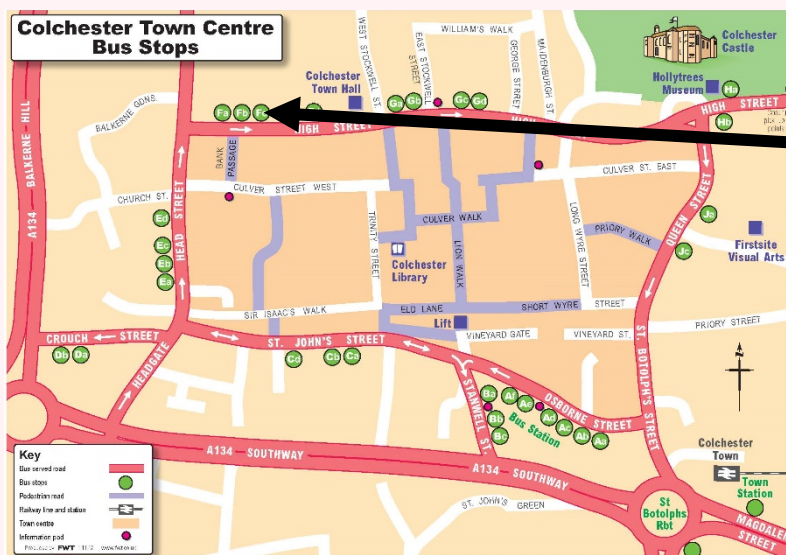 Colchester Town Centre
Bus Stops
WILLIAM'S WALK
WEST STOCKWELL ST.
EAST STOCKWELL
STREET
GEORGE STREET
MAIDENBURGH ST.
Colchester
Castle
Colchester
Town Hall
Hollytrees
Museum
Ha
Hb
HIGH STREET
BALKERNE GDNS.
BALKERNE HILL
A134
Fa Fb Fc
Ga Gb Gc Gd
HIGH STREET
HIGH
BANK
PASSAGE
CHURCH ST.
CULVER STREET WEST
CULVER ST. EAST
HEAD STREET
Ed
Ec
Eb
Ea
TRINITY STREET
CULVER WALK
LION WALK
LONG WYRE STREET
PRIORY WALK
QUEEN STREET
Ja
Jc
Firstsite
Visual Arts
Colchester
Library
SIR ISAAC'S WALK
ELD LANE
SHORT WYRE STREET
Lift
VINEYARD GATE
VINEYARD ST.
PRIORY STREET
ST. BOTOLPH'S STREET
CROUCH STREET
Db Da
HEADGATE
ST. JOHN'S STREET
Cd Cb Ca
STANWELL ST.
OSBORNE STREET
Ba Af Ae Ad Ac Ab Aa
Bb
Bc
Bus Station
N
A134 SOUTHWAY
A134 SOUTHWAY
ST. JOHN'S
GREEN
St
Botolphs
Rbt
Colchester
Town
Town
Station
MAGDALEN
STREET
Key
Bus served road
Bus stops
Pedestrian road
Railway line and station
Town centre
Information pod
FWT